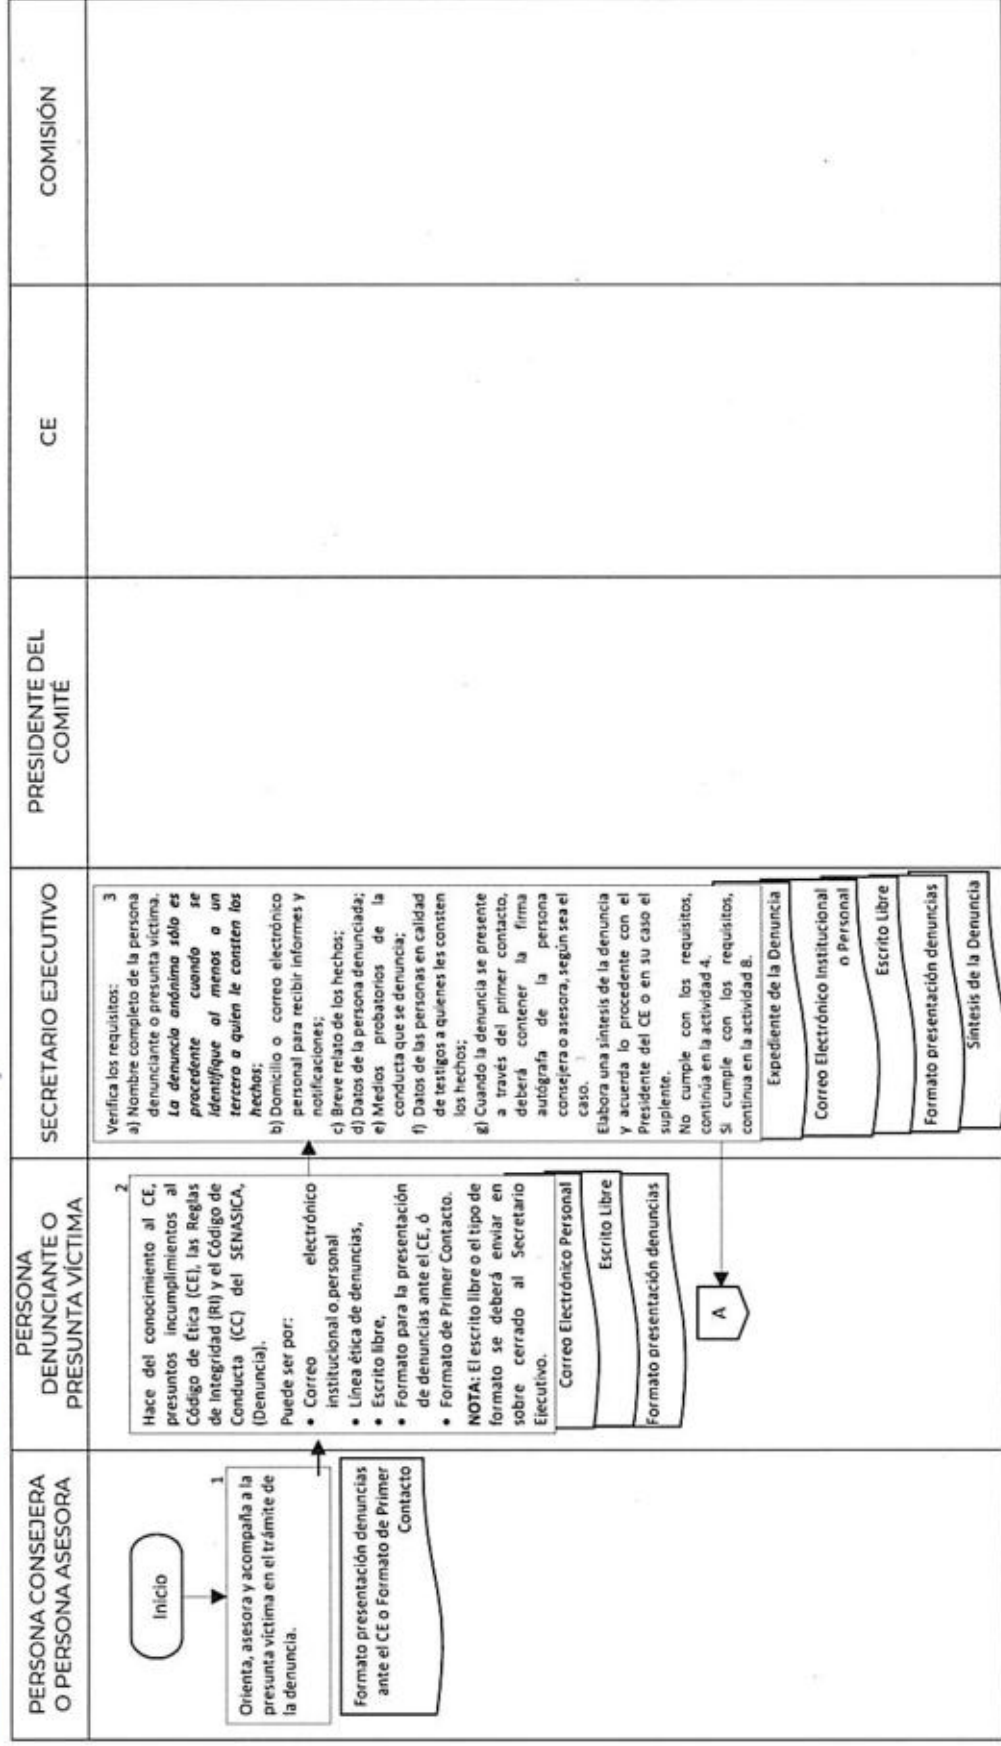 PERSONA CONSEJERA
O PERSONA ASESORA
PERSONA
DENUNCIANTE O
PRESUNTA VÍCTIMA
SECRETARIO EJECUTIVO
PRESIDENTE DEL
COMITÉ
CE
COMISIÓN
Inicio
1
Orienta, asesora y acompaña a la
presunta víctima en el trámite de
la denuncia.
Formato presentación denuncias
ante el CE o Formato de Primer
Contacto
2
Hace del conocimiento al CE,
presuntos incumplimientos al
Código de Ética (CE), las Reglas
de Integridad (RI) y el Código de
Conducta (CC) del SENASICA,
(Denuncia).
Puede ser por:
• Correo electrónico
institucional o personal
• Línea ética de denuncias,
• Escrito libre,
• Formato para la presentación
de denuncias ante el CE, ó
• Formato de Primer Contacto.
NOTA: El escrito libre o el tipo de
formato se deberá enviar en
sobre cerrado al Secretario
Ejecutivo.
Correo Electrónico Personal
Escrito Libre
Formato presentación denuncias
A
Verifica los requisitos: 3
a) Nombre completo de la persona
denunciante o presunta víctima.
La denuncia anónima sólo es
procedente cuando se
identifique al menos a un
tercero a quien le consten los
hechos;
b) Domicilio o correo electrónico
personal para recibir informes y
notificaciones;
c) Breve relato de los hechos;
d) Datos de la persona denunciada;
e) Medios probatorios de la
conducta que se denuncia;
f) Datos de las personas en calidad
de testigos a quienes les consten
los hechos;
g) Cuando la denuncia se presente
a través del primer contacto,
deberá contener la firma
autógrafa de la persona
consejera o asesora, según sea el
caso.
Elabora una síntesis de la denuncia
y acuerda lo procedente con el
Presidente del CE o en su caso el
suplente.
No cumple con los requisitos,
continúa en la actividad 4.
Si cumple con los requisitos,
continua en la actividad 8.
Expediente de la Denuncia
Correo Electrónico Institucional
o Personal
Escrito Libre
Formato presentación denuncias
Síntesis de la Denuncia